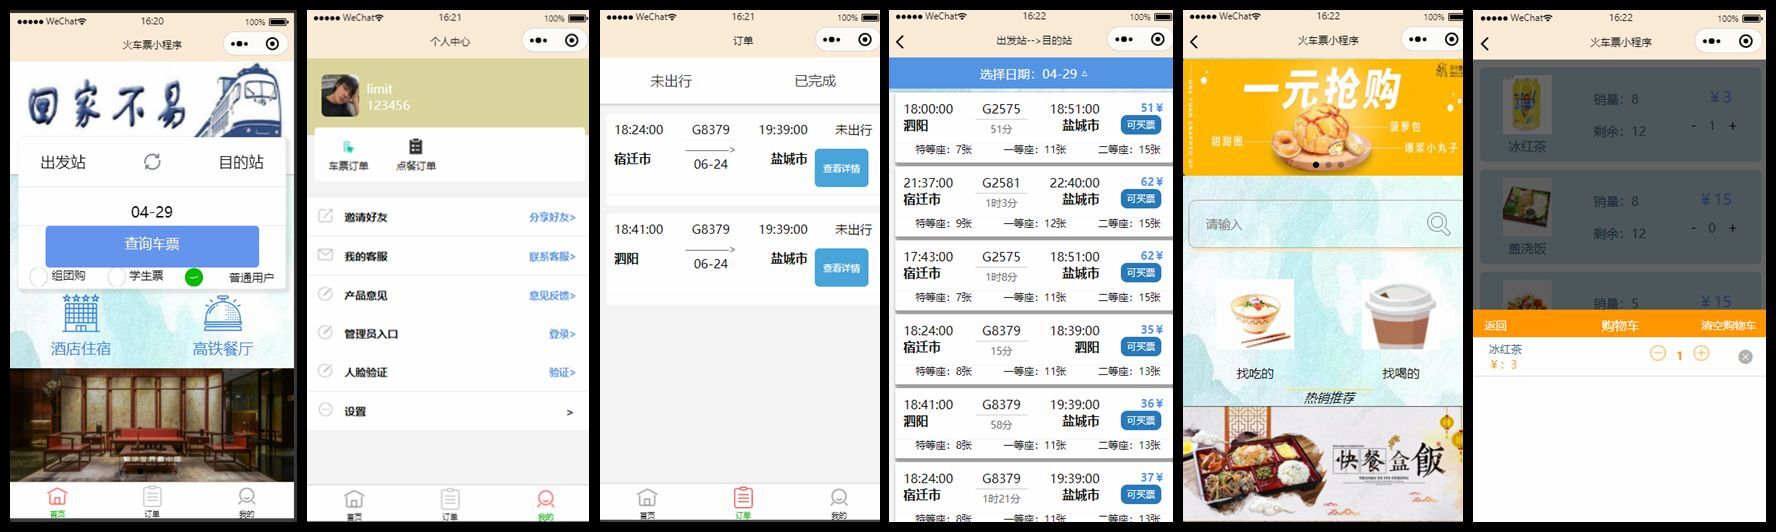 ●●●●● WeChat 16:20 100%
火车票小程序
回家不易
出发站 目的站
04-29
查询车票
组团购 学生票 普通用户
酒店住宿 高铁餐厅
首页 订单 我的
●●●●● WeChat 16:21 100%
个人中心
limit
123456
车票订单 点餐订单
邀请好友 分享好友>
我的客服 联系客服>
产品意见 意见反馈>
管理员入口 登录>
人脸验证 验证>
设置 >
首页 订单 我的
●●●●● WeChat 16:21 100%
订单
未出行 已完成
18:24:00 G8379 19:39:00 未出行
宿迁市 ————> 盐城市 查看详情
06-24
18:41:00 G8379 19:39:00 未出行
泗阳 ————> 盐城市 查看详情
06-24
首页 订单 我的
●●●●● WeChat 16:22 100%
出发站-->目的站
选择日期：04-29 △
18:00:00 G2575 18:51:00 51¥
泗阳 51分 盐城市 可买票
特等座：7张 一等座：11张 二等座：15张
21:37:00 G2581 22:40:00 62¥
宿迁市 1时3分 盐城市 可买票
特等座：9张 一等座：12张 二等座：15张
17:43:00 G2575 18:51:00 62¥
宿迁市 1时8分 盐城市 可买票
特等座：7张 一等座：11张 二等座：15张
18:24:00 G8379 18:39:00 35¥
宿迁市 15分 泗阳 可买票
特等座：8张 一等座：11张 二等座：13张
18:41:00 G8379 19:39:00 36¥
泗阳 58分 盐城市 可买票
特等座：8张 一等座：11张 二等座：13张
18:24:00 G8379 19:39:00 37¥
宿迁市 1时21分 盐城市 可买票
特等座：8张 一等座：11张 二等座：13张
●●●●● WeChat 16:22 100%
火车票小程序
一元抢购
ONE YUAN SNAPPED UP
菠萝包
甜甜圈
爆浆小丸子
请输入
找吃的 找喝的
热销推荐
快餐盒飯
THANKS TO ITS STRONG
●●●●● WeChat 16:22 100%
火车票小程序
销量：8 ¥3
剩余：12 - 1 +
冰红茶
销量：8 ¥15
剩余：12 - 0 +
盖浇饭
销量：5 ¥15
返回 购物车 清空购物车
冰红茶
¥：3 1